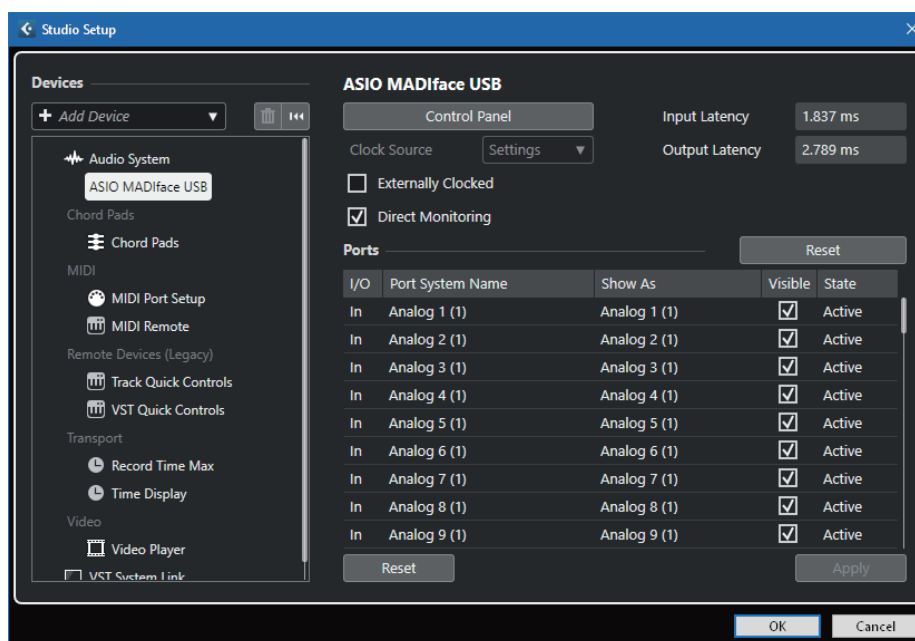 Studio Setup
Devices
Add Device
Audio System
ASIO MADIface USB
Chord Pads
Chord Pads
MIDI
MIDI Port Setup
MIDI Remote
Remote Devices (Legacy)
Track Quick Controls
VST Quick Controls
Transport
Record Time Max
Time Display
Video
Video Player
VST System Link
ASIO MADIface USB
Control Panel
Input Latency 1.837 ms
Clock Source Settings
Output Latency 2.789 ms
Externally Clocked
Direct Monitoring
Ports Reset
I/O Port System Name Show As Visible State
In Analog 1 (1) Analog 1 (1) Active
In Analog 2 (1) Analog 2 (1) Active
In Analog 3 (1) Analog 3 (1) Active
In Analog 4 (1) Analog 4 (1) Active
In Analog 5 (1) Analog 5 (1) Active
In Analog 6 (1) Analog 6 (1) Active
In Analog 7 (1) Analog 7 (1) Active
In Analog 8 (1) Analog 8 (1) Active
In Analog 9 (1) Analog 9 (1) Active
Reset Apply
OK Cancel